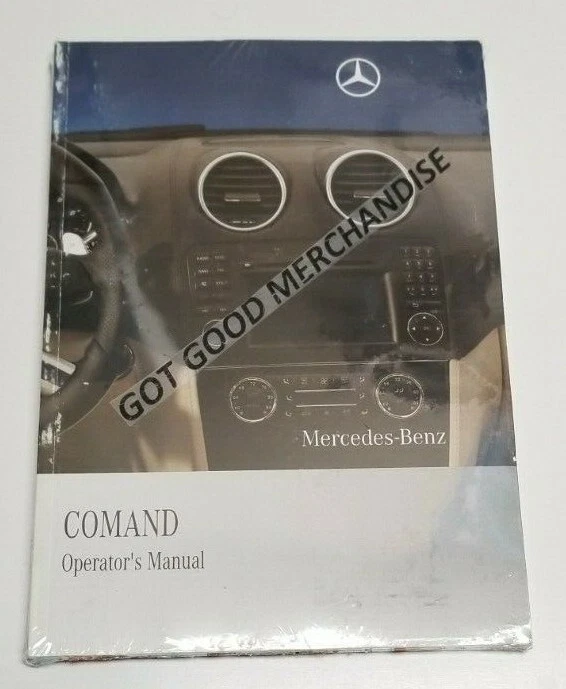 GOT GOOD MERCHANDISE
Mercedes-Benz
COMAND
Operator's Manual